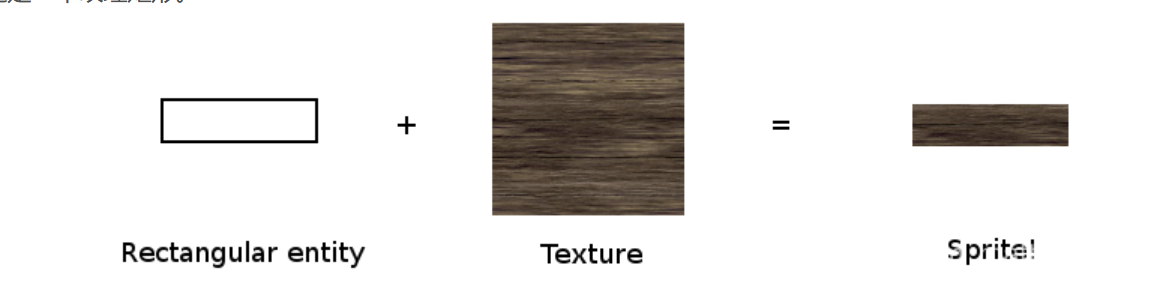 +
=
Rectangular entity
Texture
Sprite!